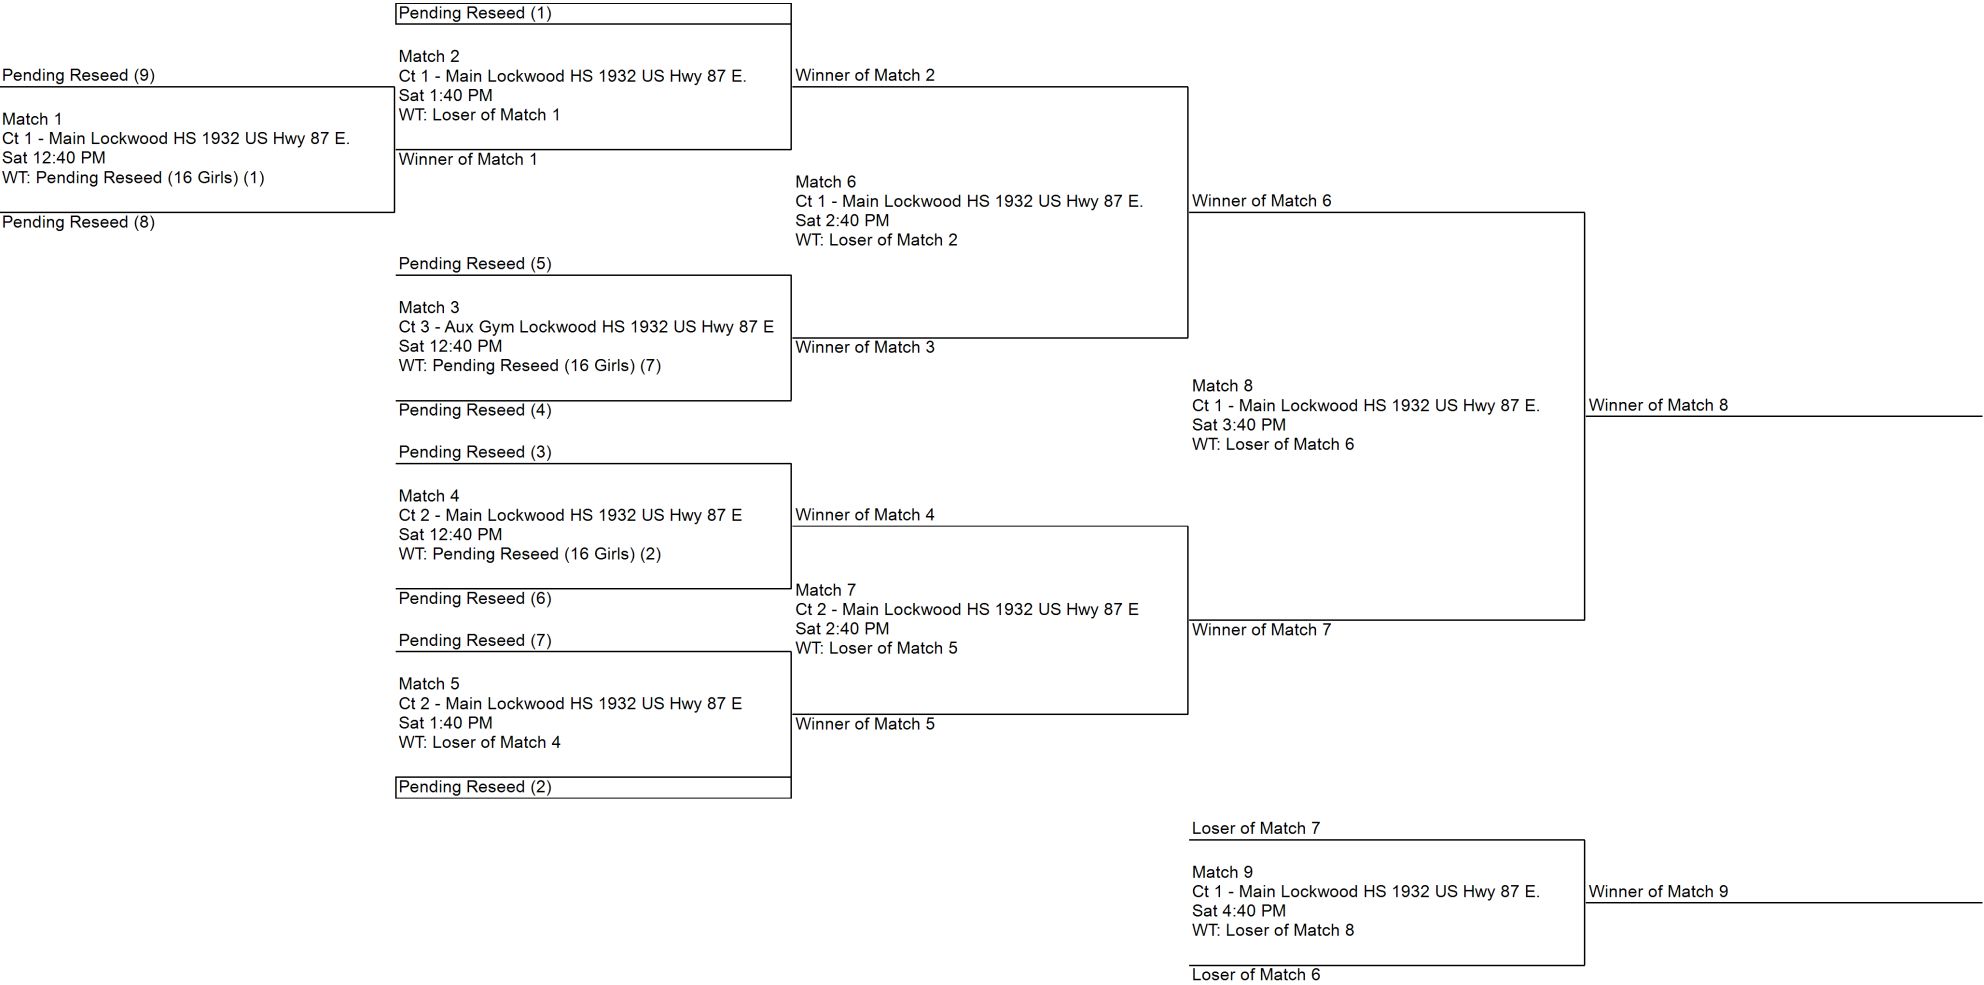 Pending Reseed (9)
Match 1
Ct 1 - Main Lockwood HS 1932 US Hwy 87 E.
Sat 12:40 PM
WT: Pending Reseed (16 Girls) (1)
Pending Reseed (8)
Pending Reseed (1)
Match 2
Ct 1 - Main Lockwood HS 1932 US Hwy 87 E.
Sat 1:40 PM
WT: Loser of Match 1
Winner of Match 1
Pending Reseed (5)
Match 3
Ct 3 - Aux Gym Lockwood HS 1932 US Hwy 87 E
Sat 12:40 PM
WT: Pending Reseed (16 Girls) (7)
Pending Reseed (4)
Pending Reseed (3)
Match 4
Ct 2 - Main Lockwood HS 1932 US Hwy 87 E
Sat 12:40 PM
WT: Pending Reseed (16 Girls) (2)
Pending Reseed (6)
Pending Reseed (7)
Match 5
Ct 2 - Main Lockwood HS 1932 US Hwy 87 E
Sat 1:40 PM
WT: Loser of Match 4
Pending Reseed (2)
Winner of Match 2
Match 6
Ct 1 - Main Lockwood HS 1932 US Hwy 87 E.
Sat 2:40 PM
WT: Loser of Match 2
Winner of Match 3
Winner of Match 4
Match 7
Ct 2 - Main Lockwood HS 1932 US Hwy 87 E
Sat 2:40 PM
WT: Loser of Match 5
Winner of Match 5
Winner of Match 6
Match 8
Ct 1 - Main Lockwood HS 1932 US Hwy 87 E.
Sat 3:40 PM
WT: Loser of Match 6
Winner of Match 7
Winner of Match 8
Loser of Match 7
Match 9
Ct 1 - Main Lockwood HS 1932 US Hwy 87 E.
Sat 4:40 PM
WT: Loser of Match 8
Loser of Match 6
Winner of Match 9